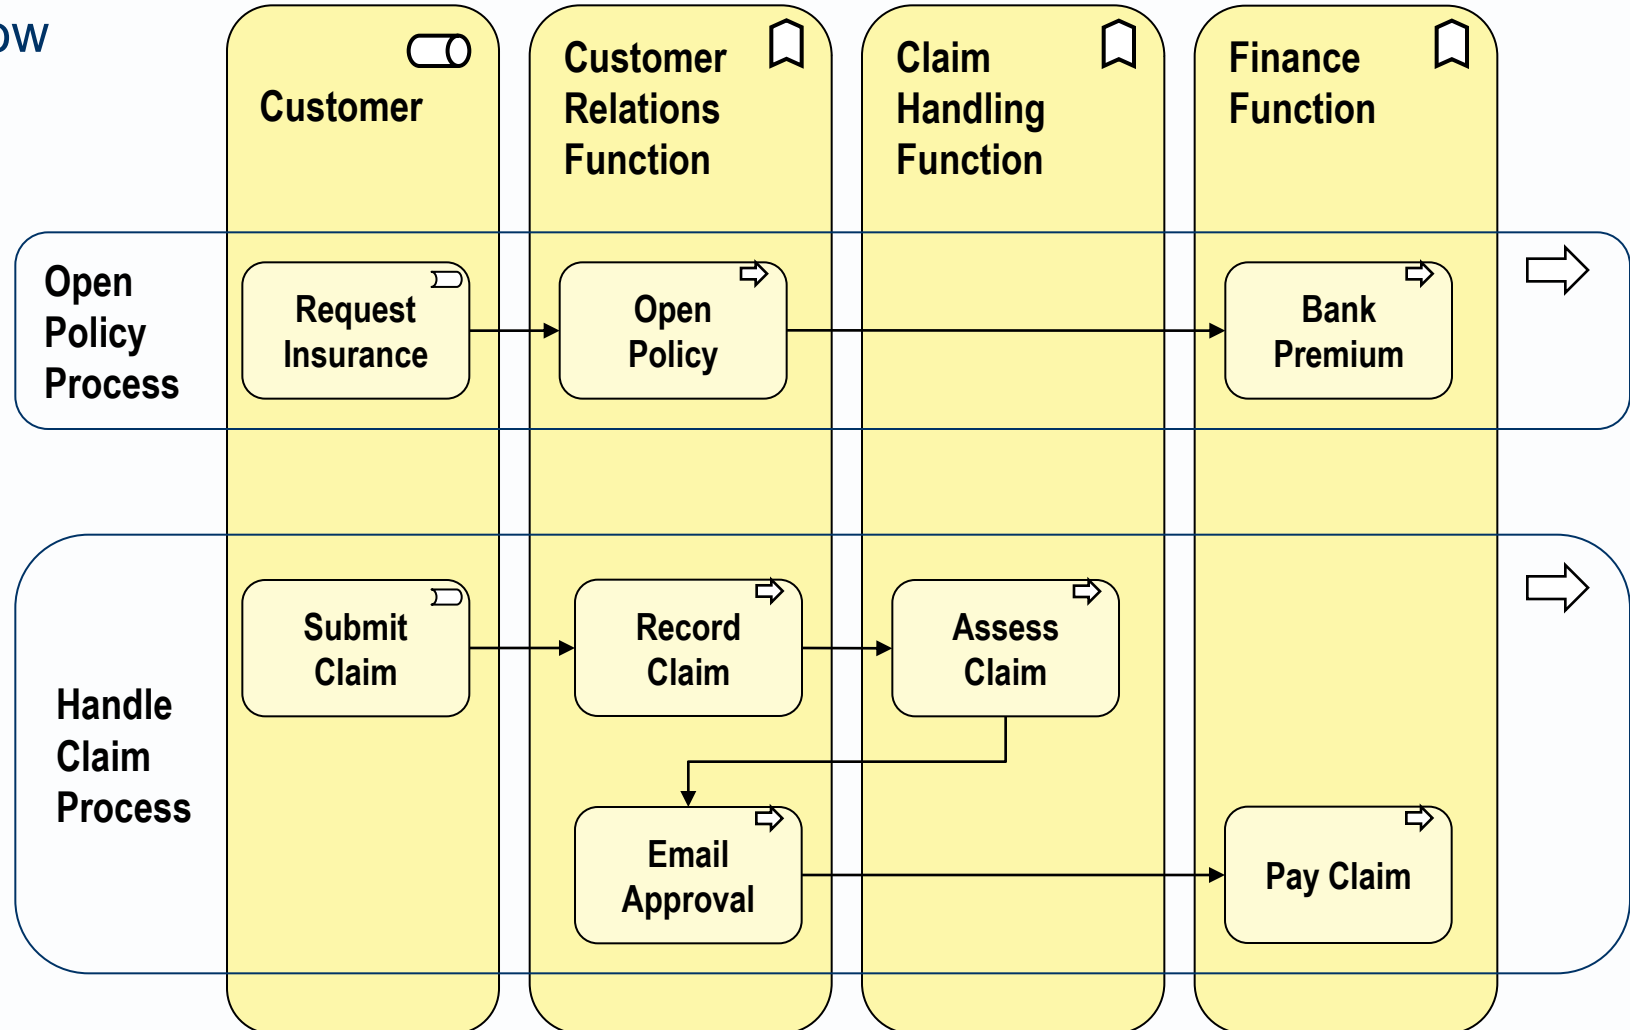 Customer
Customer
Relations
Function
Claim
Handling
Function
Finance
Function
Open
Policy
Process
Request
Insurance
Open
Policy
Bank
Premium
Handle
Claim
Process
Submit
Claim
Record
Claim
Assess
Claim
Email
Approval
Pay Claim